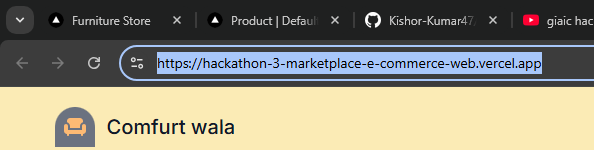 Furniture Store
Product | Defaul
Kishor-Kumar47
giaic hac
https://hackathon-3-marketplace-e-commerce-web.vercel.app
Comfurt wala